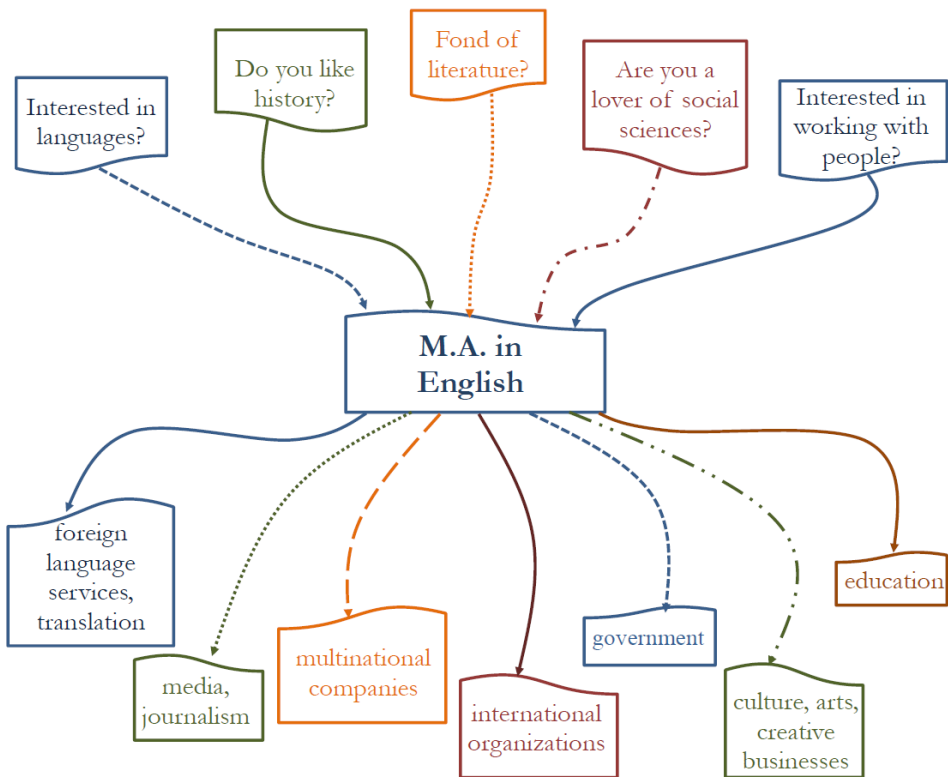 Interested in
languages?
Do you like
history?
Fond of
literature?
Are you a
lover of social
sciences?
Interested in
working with
people?
M.A. in
English
foreign
language
services,
translation
media,
journalism
multinational
companies
international
organizations
government
culture, arts,
creative
businesses
education